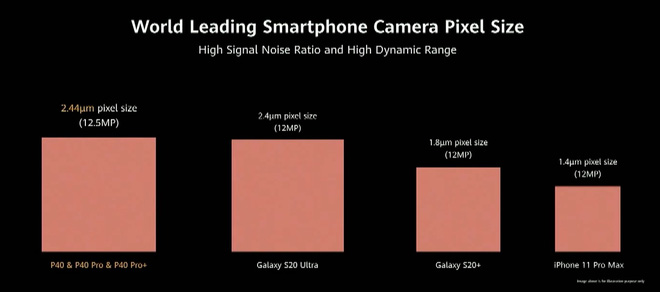 World Leading Smartphone Camera Pixel Size
High Signal Noise Ratio and High Dynamic Range
2.44μm pixel size
(12.5MP)
2.4μm pixel size
(12MP)
1.8μm pixel size
(12MP)
1.4μm pixel size
(12MP)
P40 & P40 Pro & P40 Pro+
Galaxy S20 Ultra
Galaxy S20+
iPhone 11 Pro Max
Image above is for illustration purpose only